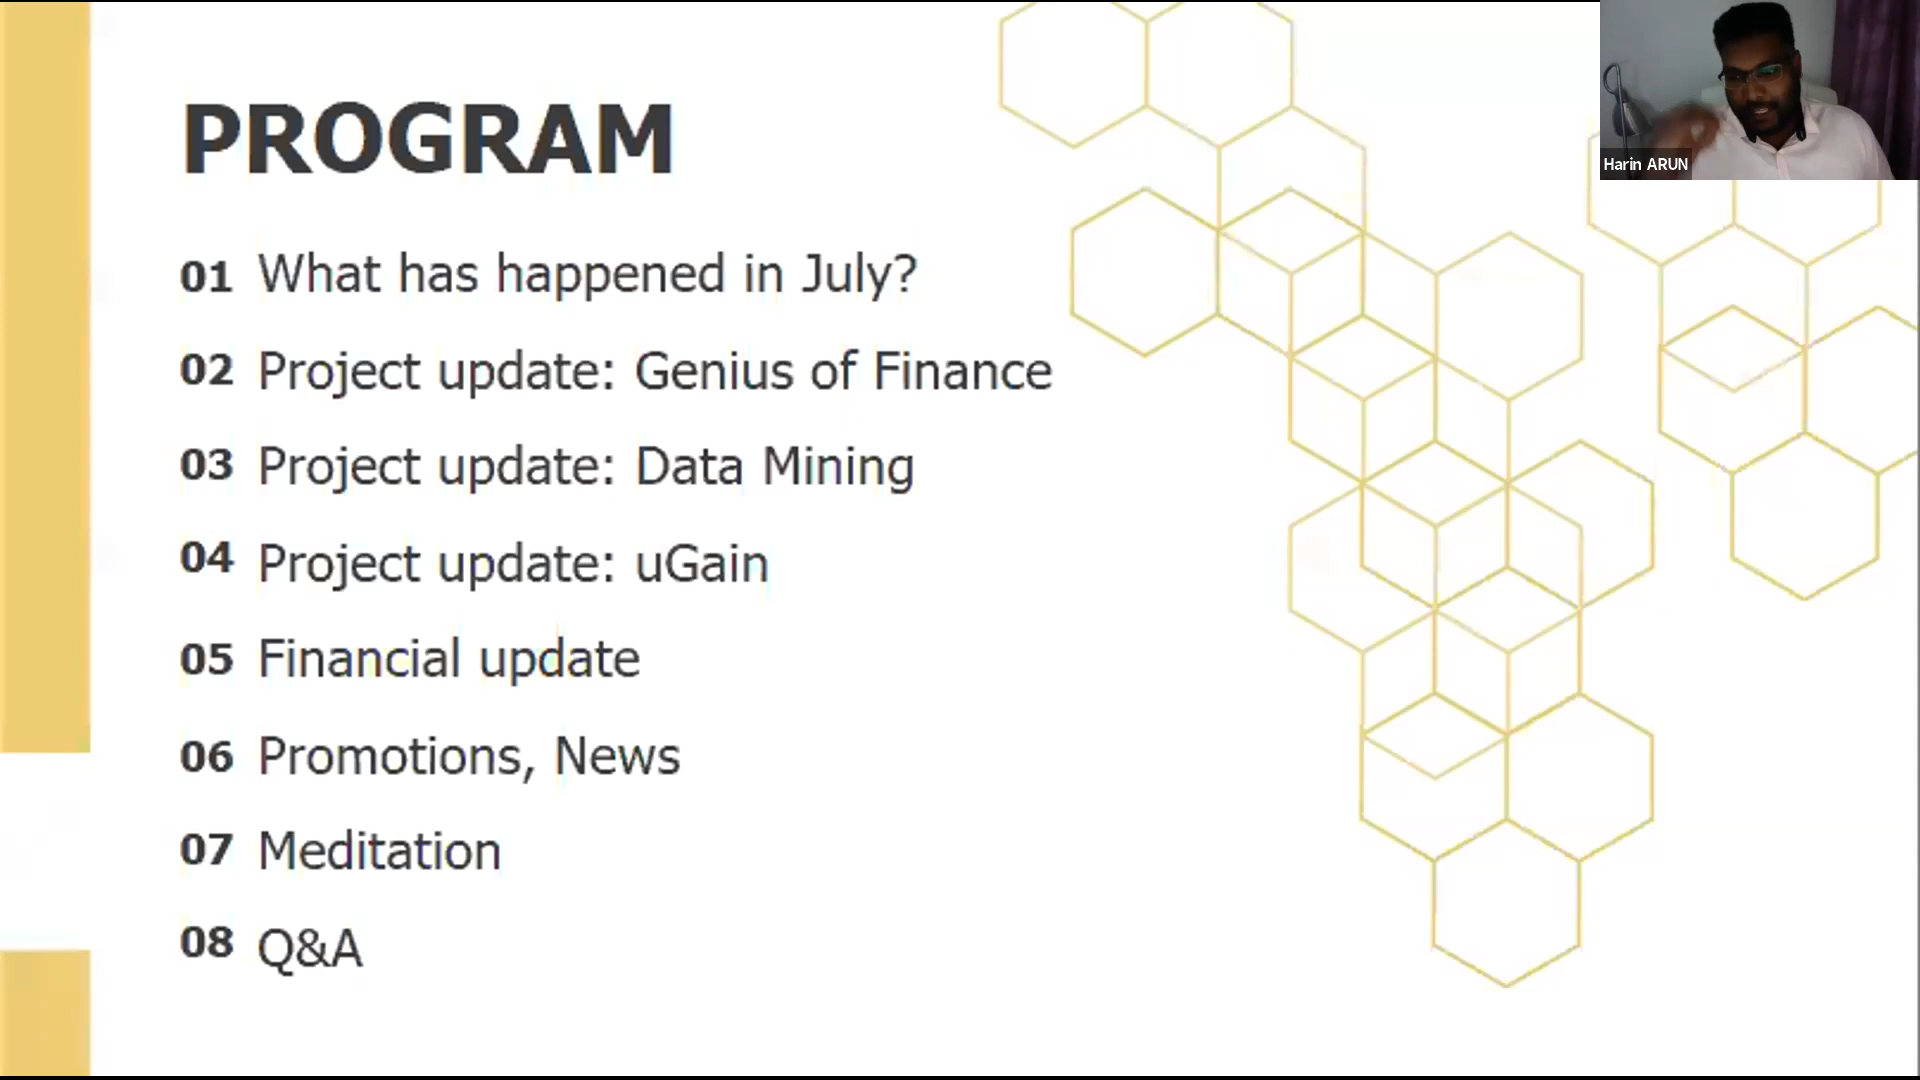 PROGRAM
01 What has happened in July?
02 Project update: Genius of Finance
03 Project update: Data Mining
04 Project update: uGain
05 Financial update
06 Promotions, News
07 Meditation
08 Q&A
Harin ARUN